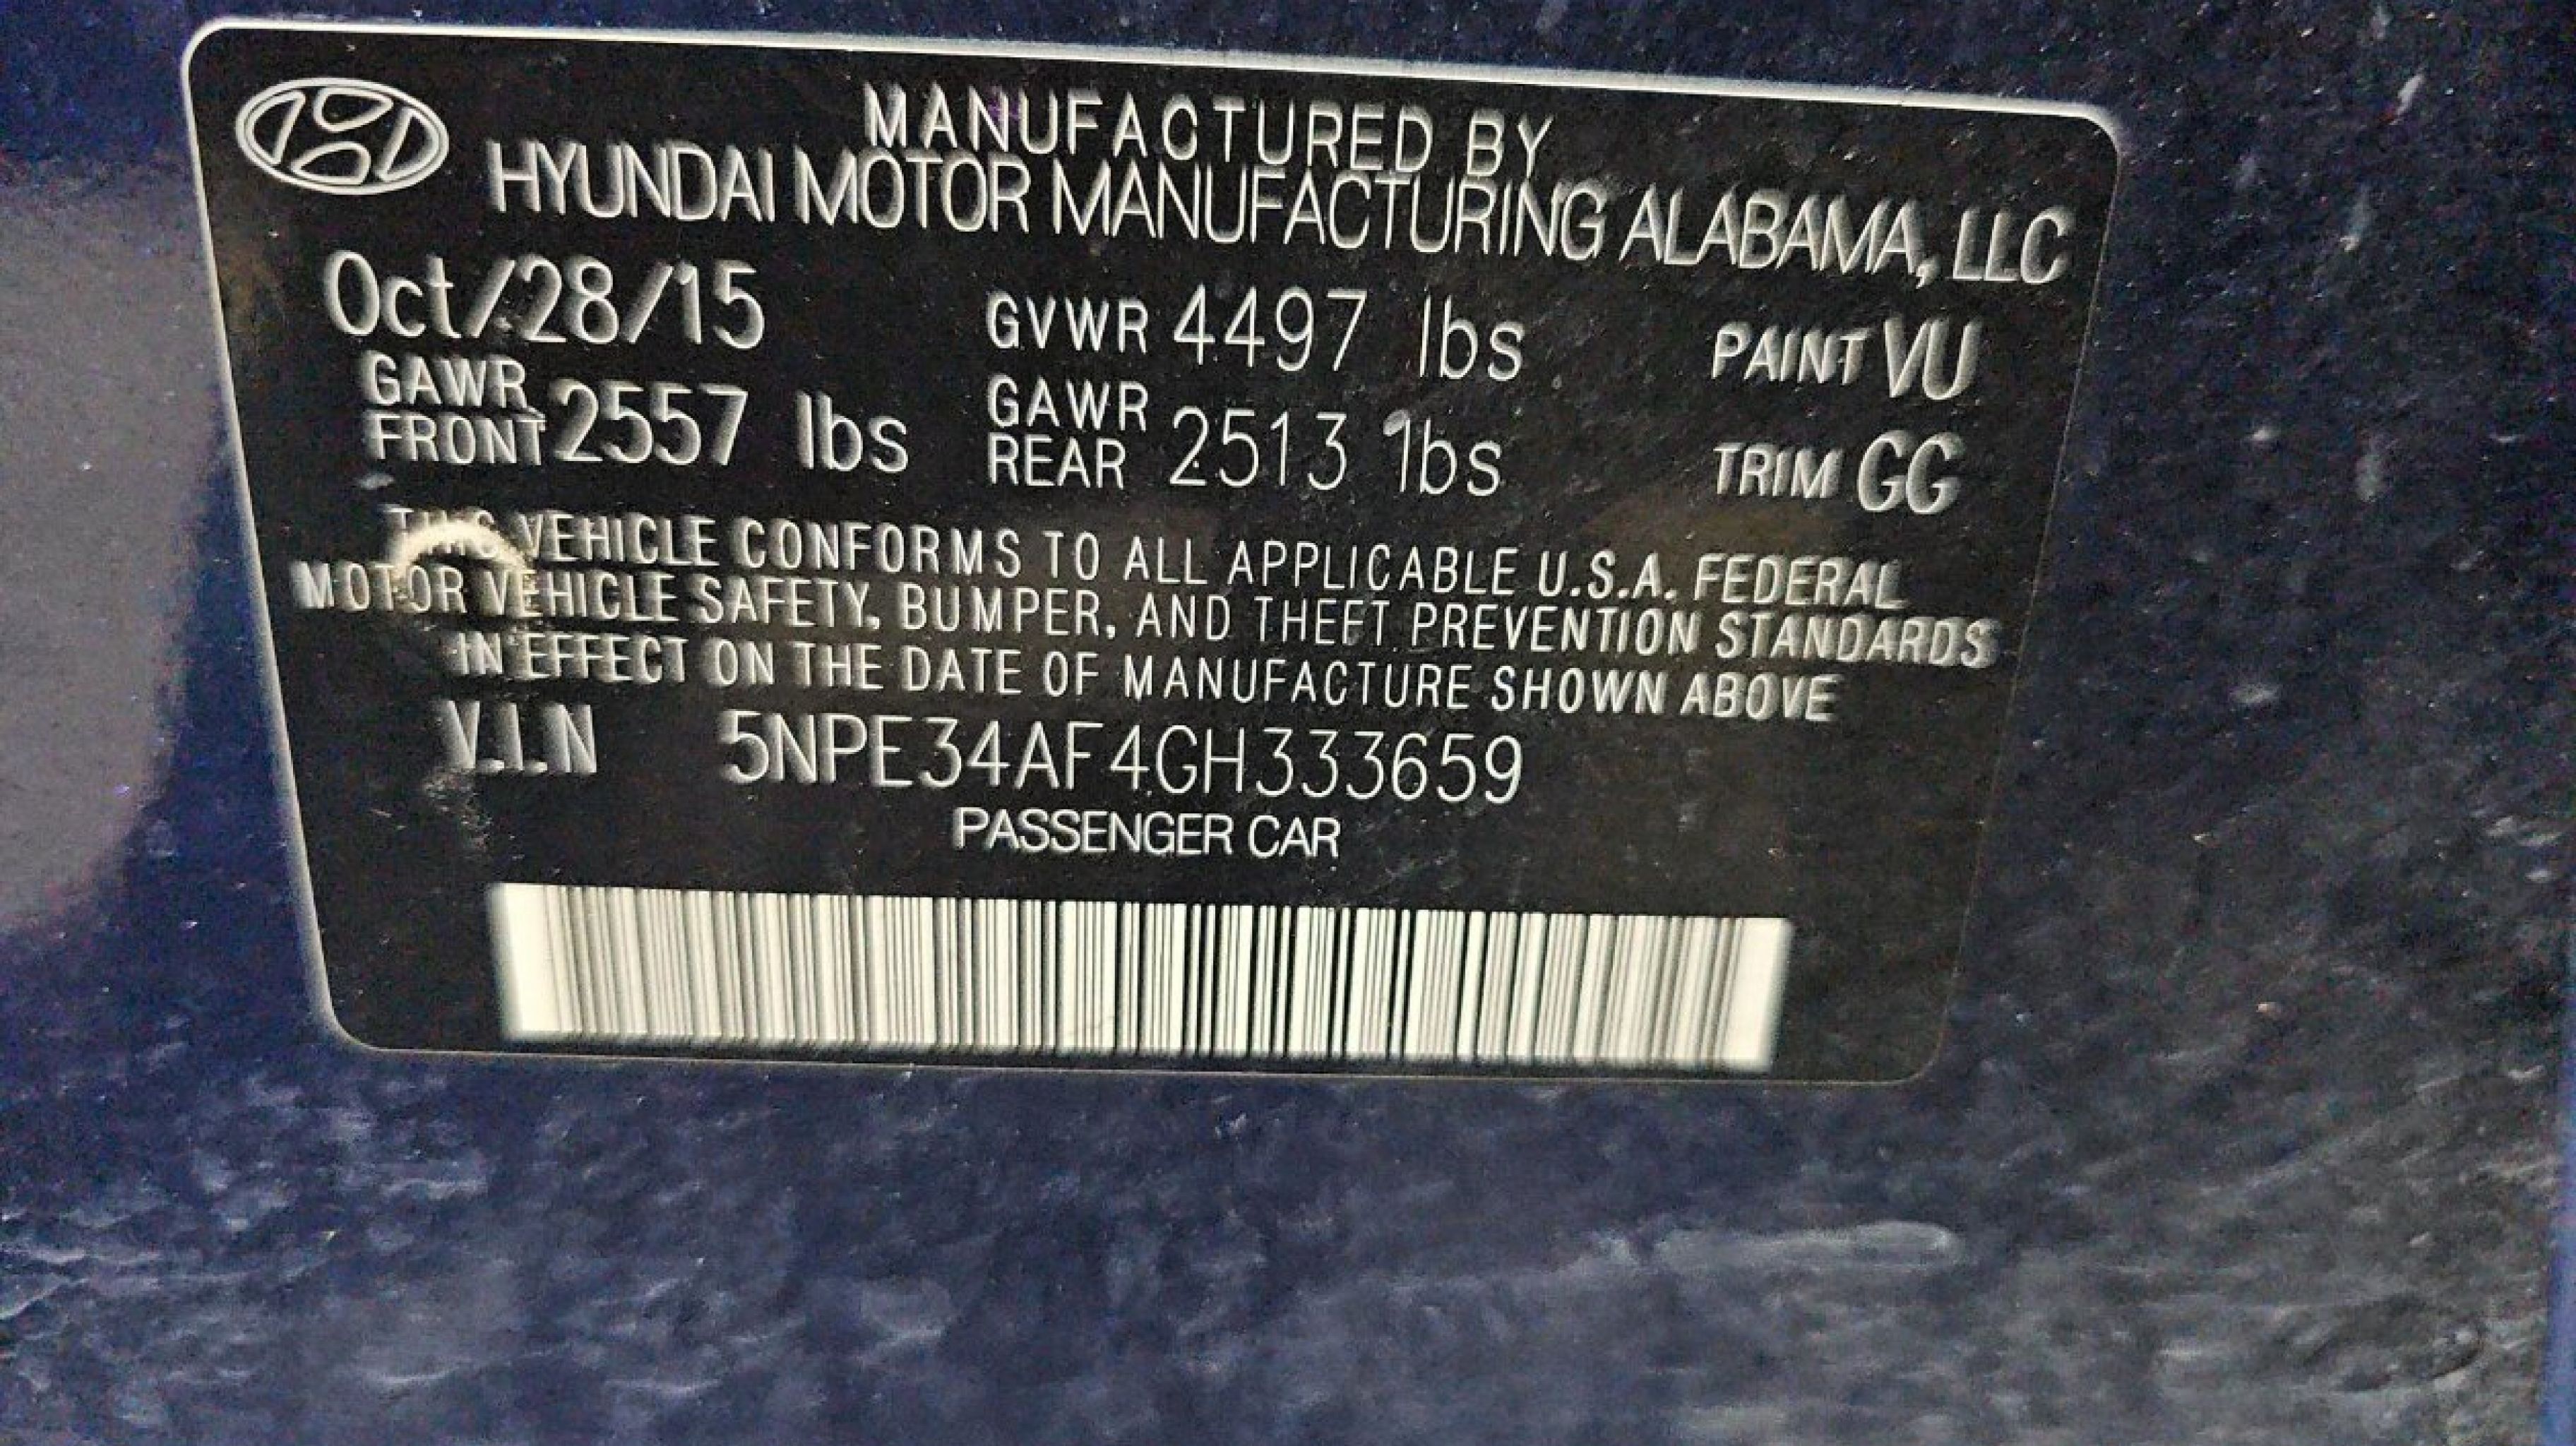 MANUFACTURED BY
HYUNDAI MOTOR MANUFACTURING ALABAMA, LLC
Oct/28/15 GVWR 4497 lbs PAINT VU
GAWR FRONT 2557 lbs GAWR REAR 2513 lbs TRIM GG
THIS VEHICLE CONFORMS TO ALL APPLICABLE U.S.A. FEDERAL
MOTOR VEHICLE SAFETY, BUMPER, AND THEFT PREVENTION STANDARDS
IN EFFECT ON THE DATE OF MANUFACTURE SHOWN ABOVE
V.I.N 5NPE34AF4GH333659
PASSENGER CAR